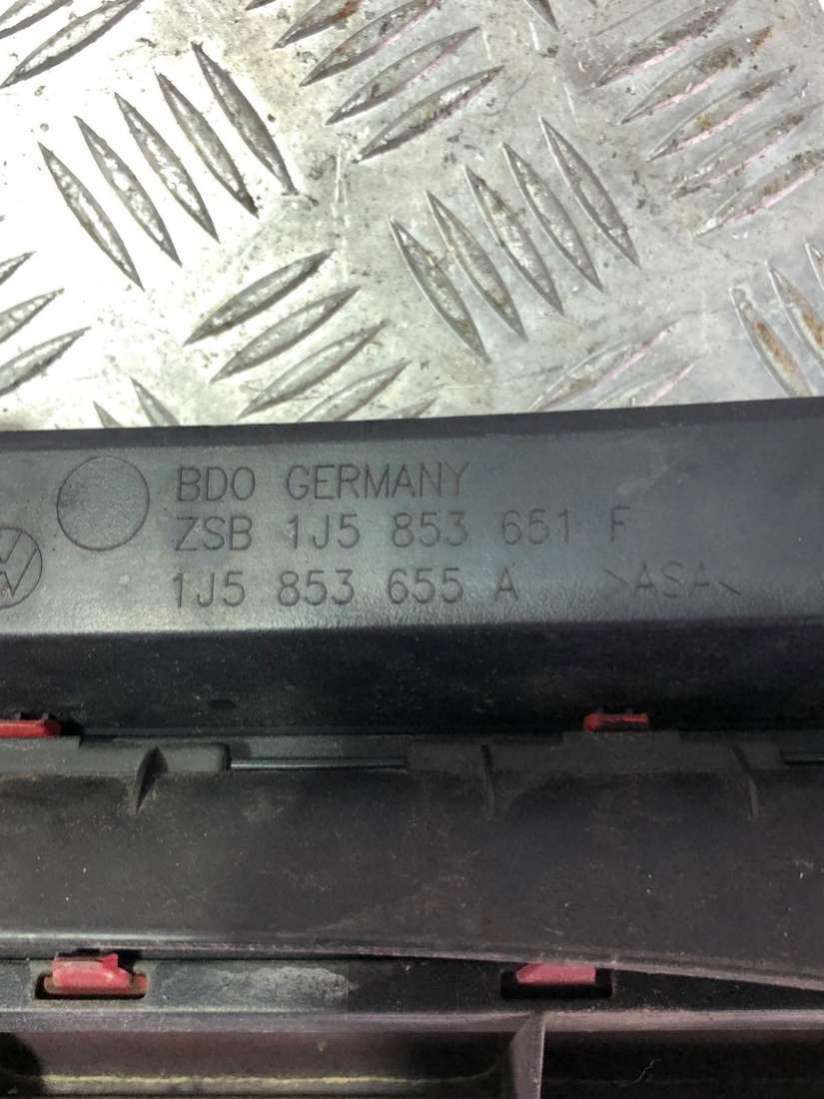 BDO GERMANY
ZSB 1J5 853 651 F
1J5 853 655 A >ASA<